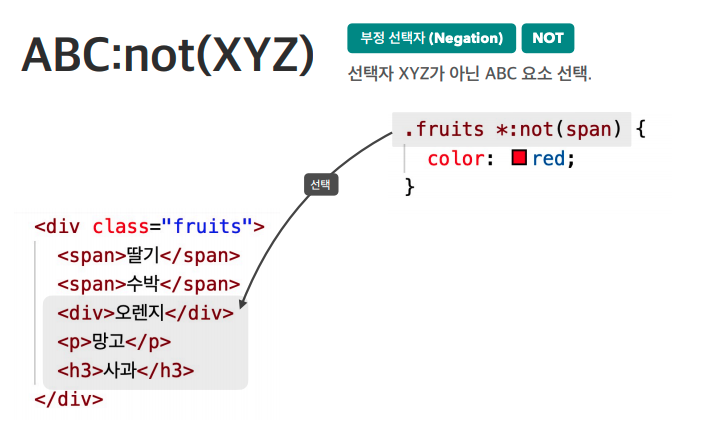 ABC:not(XYZ)
부정 선택자 (Negation)
NOT
선택자 XYZ가 아닌 ABC 요소 선택.
.fruits *:not(span) {
color: red;
}
선택
<div class="fruits">
<span>딸기</span>
<span>수박</span>
<div>오렌지</div>
<p>망고</p>
<h3>사과</h3>
</div>